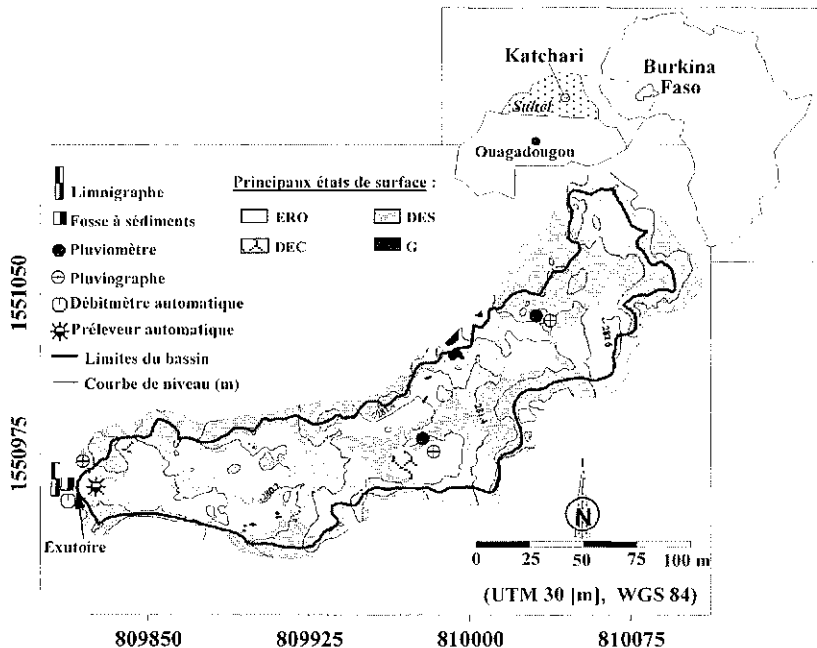 Katchari
Burkina
Faso
Sahel
Ouagadougou
Limnigraphe
Fosse à sédiments
Pluviomètre
Pluviographe
Débitmètre automatique
Préleveur automatique
Limites du bassin
Courbe de niveau (m)
Principaux états de surface :
ERO
DES
DEC
G
1551050
1550975
Exutoire
N
0 25 50 75 100 m
(UTM 30 [m], WGS 84)
809850 809925 810000 810075